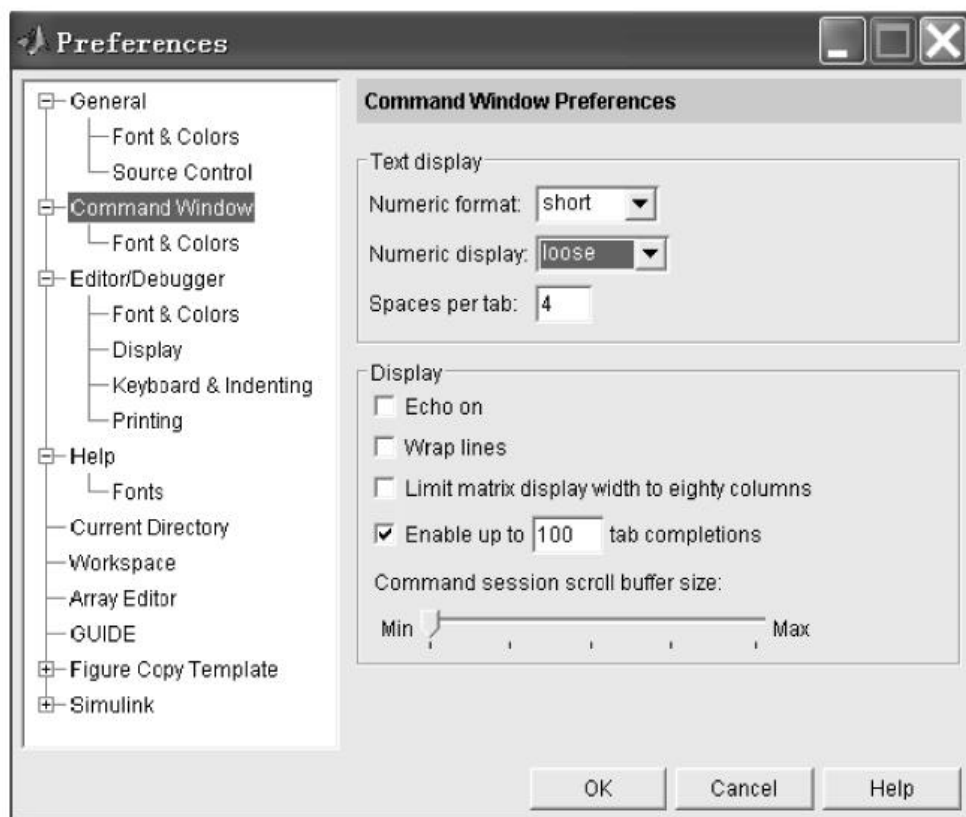 Preferences
General
Font & Colors
Source Control
Command Window
Font & Colors
Editor/Debugger
Font & Colors
Display
Keyboard & Indenting
Printing
Help
Fonts
Current Directory
Workspace
Array Editor
GUIDE
Figure Copy Template
Simulink
Command Window Preferences
Text display
Numeric format: short
Numeric display: loose
Spaces per tab: 4
Display
Echo on
Wrap lines
Limit matrix display width to eighty columns
Enable up to 100 tab completions
Command session scroll buffer size:
Min Max
OK Cancel Help